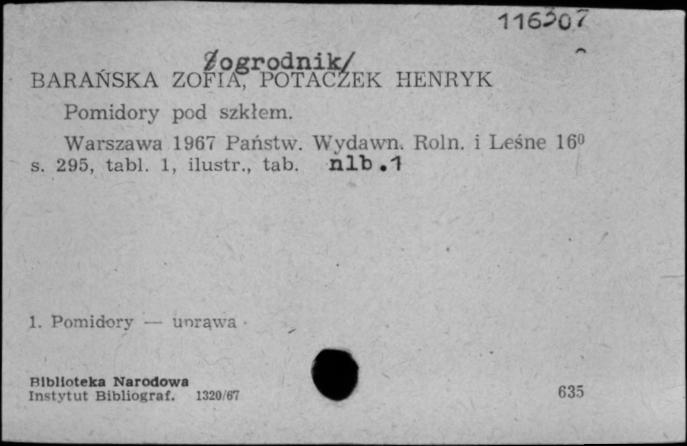 116307
/ogrodnik/
BARAŃSKA ZOFIA, POTACZEK HENRYK
Pomidory pod szkłem.
Warszawa 1967 Państw. Wydawn. Roln. i Leśne 16⁰
s. 295, tabl. 1, ilustr., tab. nlb.1
1. Pomidory — uprawa
Biblioteka Narodowa
Instytut Bibliograf. 1320/67
635